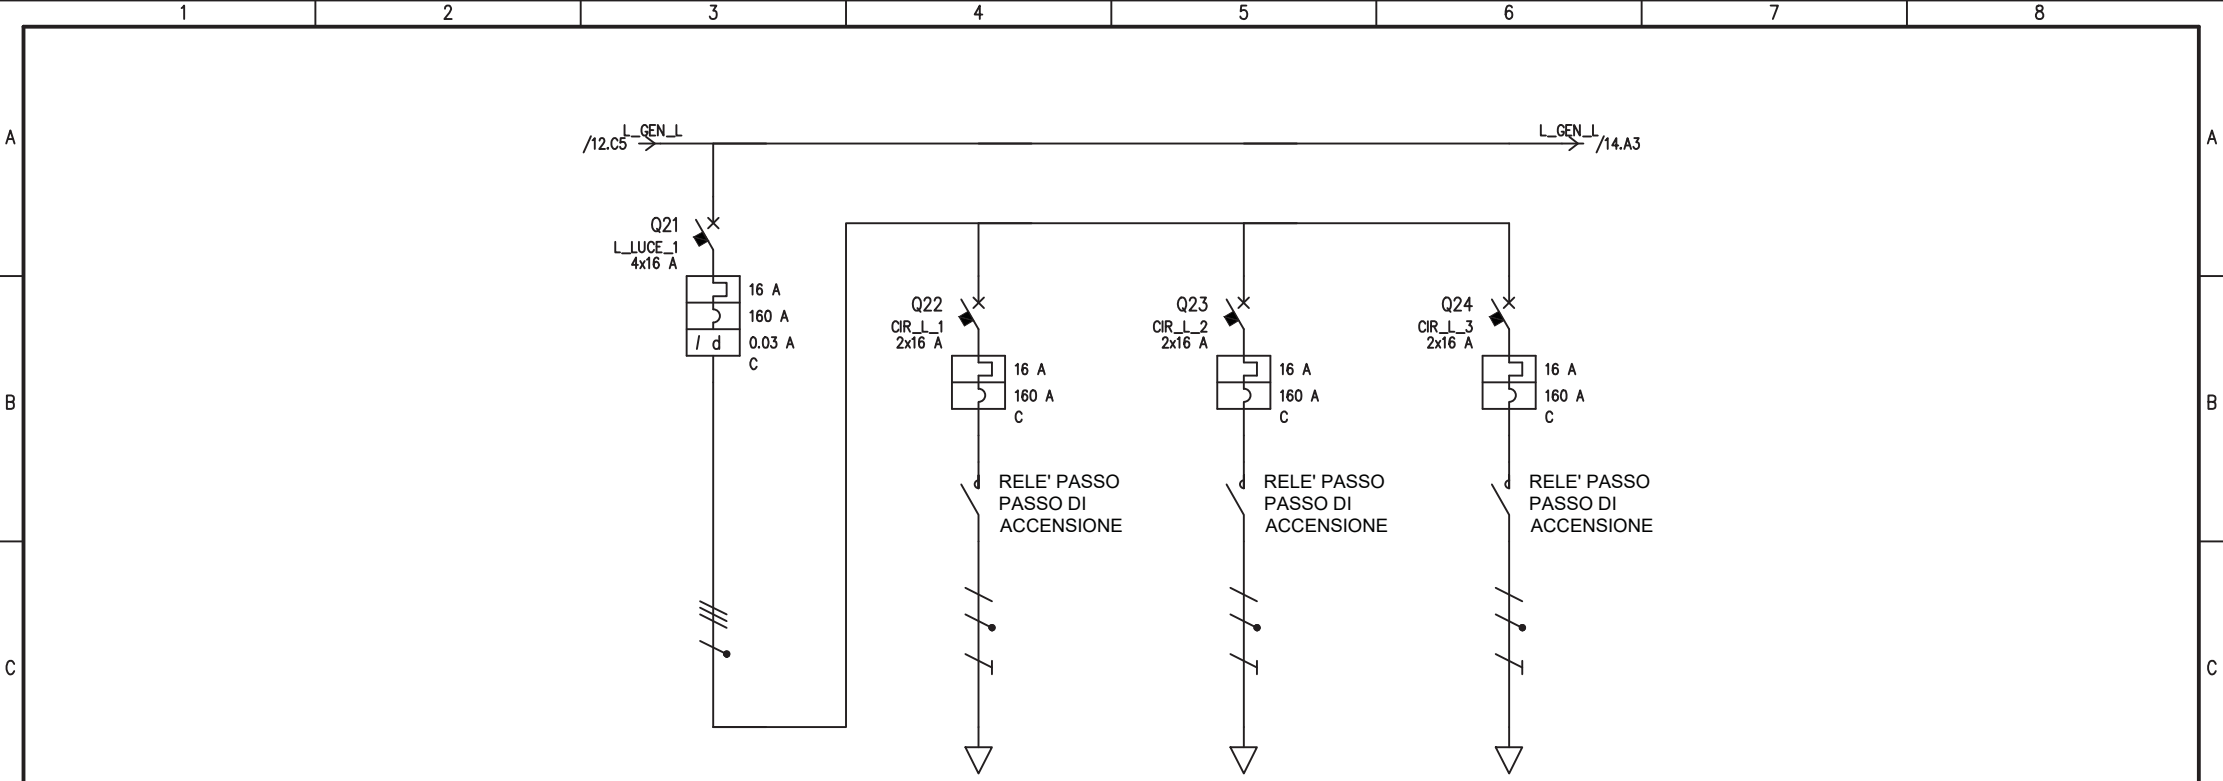 1 2 3 4 5 6 7 8
A A
L_GEN_L L_GEN_L
/12.C5 /14.A3
Q21
L_LUCE_1
4x16 A
16 A
160 A
I d 0.03 A
C
Q22
CIR_L_1
2x16 A
16 A
160 A
C
Q23
CIR_L_2
2x16 A
16 A
160 A
C
Q24
CIR_L_3
2x16 A
16 A
160 A
C
B B
RELE' PASSO
PASSO DI
ACCENSIONE
RELE' PASSO
PASSO DI
ACCENSIONE
RELE' PASSO
PASSO DI
ACCENSIONE
C C